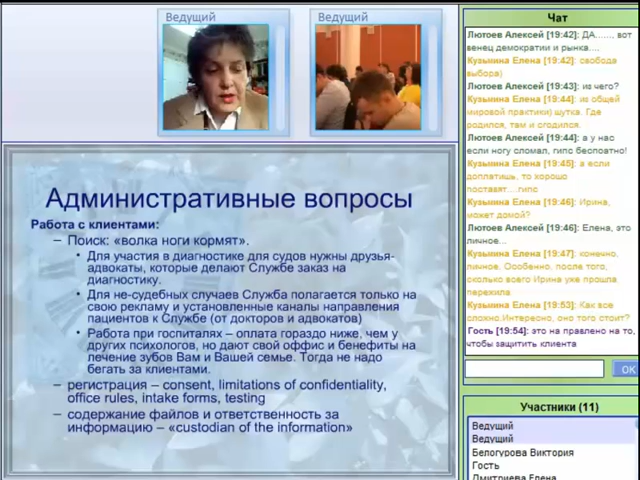 Ведущий
Ведущий
Административные вопросы
Работа с клиентами:
– Поиск: «волка ноги кормят».
• Для участия в диагностике для судов нужны друзья-
адвокаты, которые делают Службе заказ на
диагностику.
• Для не-судебных случаев Служба полагается только на
свою рекламу и установленные каналы направления
пациентов к Службе (от докторов и адвокатов)
• Работа при госпиталях – оплата гораздо ниже, чем у
других психологов, но дают свой оффис и бенефиты на
лечение зубов Вам и Вашей семье. Тогда не надо
бегать за клиентами.
– регистрация – consent, limitations of confidentiality,
office rules, intake forms, testing
– содержание файлов и ответственность за
информацию – «custodian of the information»
Чат
Лютоев Алексей [19:42]: ДА......, вот
венец демократии и рынка....
Кузьмина Елена [19:42]: свобода
выбора)
Лютоев Алексей [19:43]: из чего?
Кузьмина Елена [19:44]: из общей
мировой практики) шутка. Где
родился, там и сгодился.
Лютоев Алексей [19:44]: а у нас
если ногу сломал, гипс бесплатно!
Кузьмина Елена [19:45]: а если
доплатишь, то хорошо
поставят....гипс
Кузьмина Елена [19:46]: Ирина,
может домой?
Лютоев Алексей [19:46]: Елена, это
личное...
Кузьмина Елена [19:47]: конечно,
личное. Особенно, после того,
сколько всего Ирина уже прошла
пережила
Кузьмина Елена [19:53]: Как все
сложно.Интересно, оно того стоит?
Гость [19:54]: это на правлено на то,
чтобы защитить клиента
ОК
Участники (11)
Ведущий
Ведущий
Белогурова Виктория
Гость
Дмитриева Елена